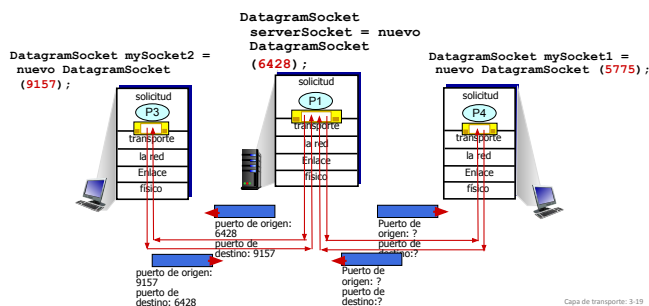 DatagramSocket
serverSocket = nuevo
DatagramSocket
(6428);
DatagramSocket mySocket2 =
nuevo DatagramSocket
(9157);
DatagramSocket mySocket1 =
nuevo DatagramSocket (5775);
solicitud
P3
transporte
la red
Enlace
físico
solicitud
P1
transporte
la red
Enlace
físico
solicitud
P4
transporte
la red
Enlace
físico
puerto de origen:
6428
puerto de
destino: 9157
Puerto de
origen: ?
puerto de
destino:?
puerto de origen:
9157
puerto de
destino: 6428
Puerto de
origen: ?
puerto de
destino:?
Capa de transporte: 3-19